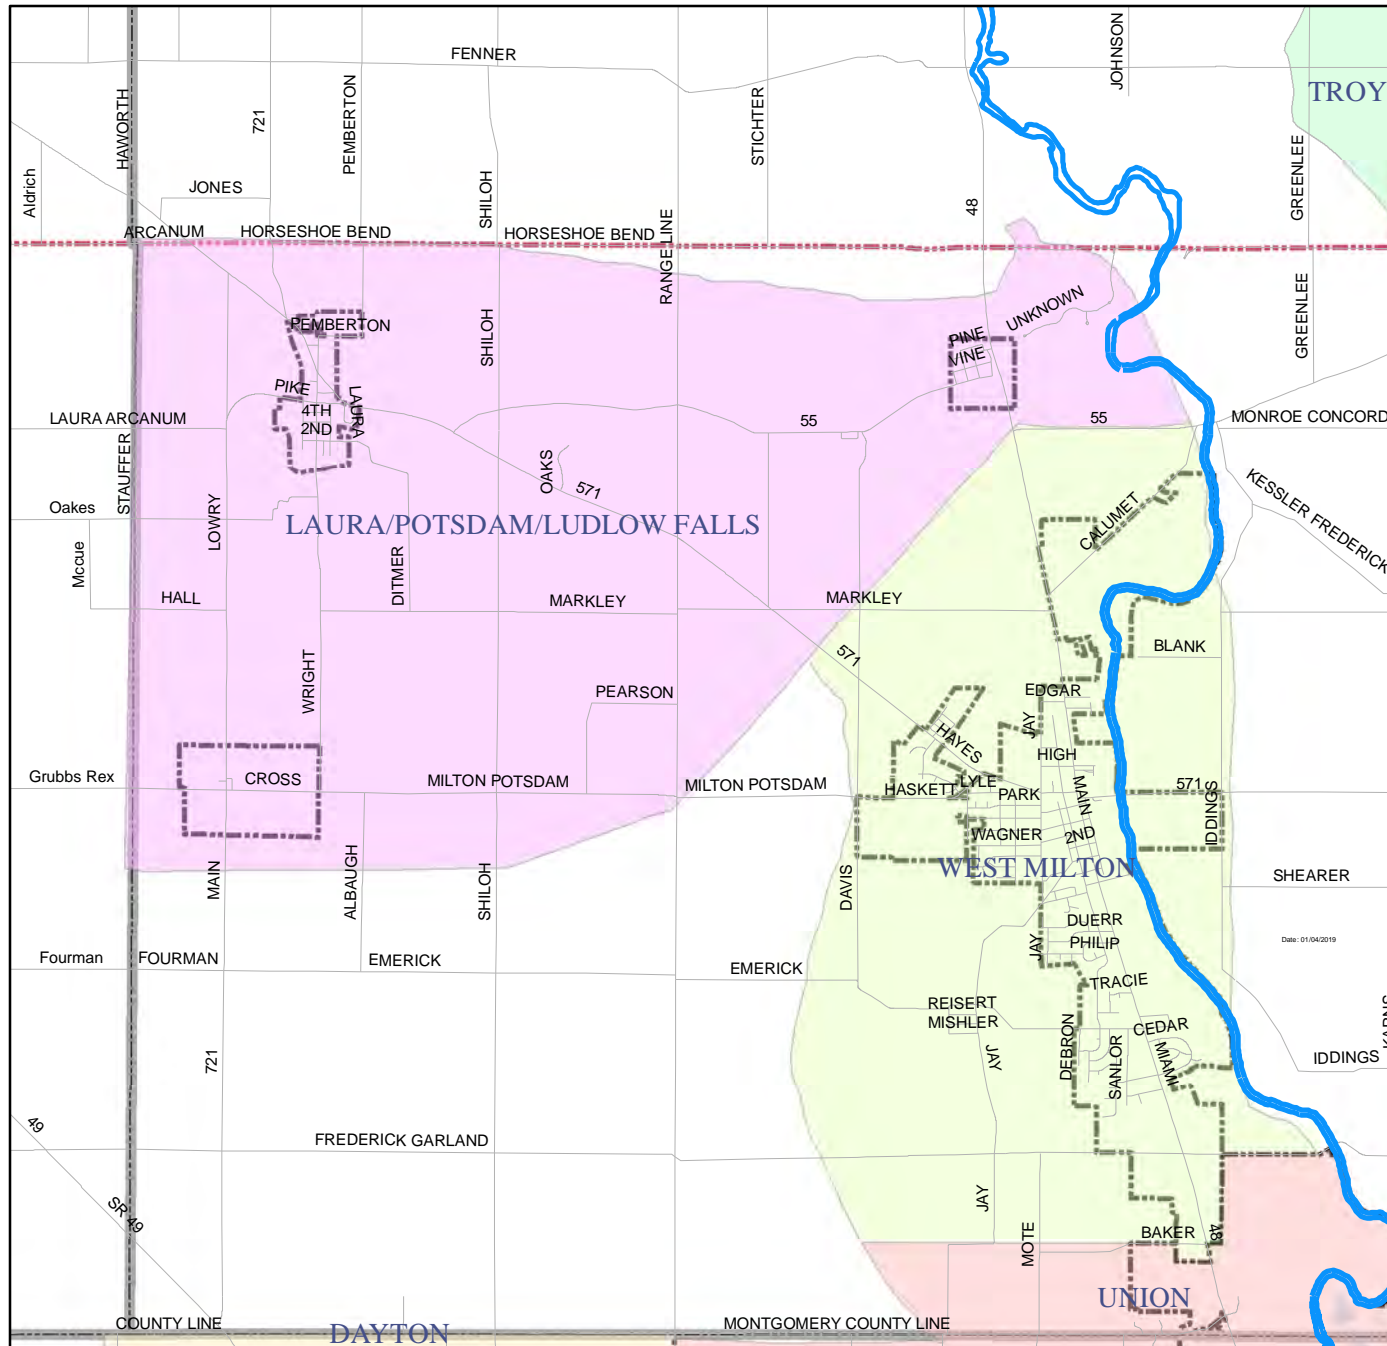 FENNER
JOHNSON
TROY
HAWORTH
721
PEMBERTON
STICHTER
Aldrich
JONES
SHILOH
48
GREENLEE
ARCANUM
HORSESHOE BEND
HORSESHOE BEND
RANGE LINE
GREENLEE
PEMBERTON
SHILOH
UNKNOWN
PINE
VINE
PIKE
LAURA
LAURA ARCANUM
4TH
2ND
55
55
MONROE CONCORD
STAUFFER
OAKS
571
KESSLER FREDERICK
Oakes
LOWRY
LAURA/POTSDAM/LUDLOW FALLS
CALUMET
Mccue
DITMER
HALL
MARKLEY
MARKLEY
571
BLANK
WRIGHT
PEARSON
EDGAR
JAY
HAYES
HIGH
Grubbs Rex
CROSS
MILTON POTSDAM
MILTON POTSDAM
HASKETT
LYLE
PARK
MAIN
571
IDDINGS
WAGNER
2ND
MAIN
ALBAUGH
SHILOH
DAVIS
WEST MILTON
SHEARER
DUERR
JAY
PHILIP
Date: 01/04/2019
Fourman
FOURMAN
EMERICK
EMERICK
TRACIE
REISERT
MISHLER
CEDAR
KARNS
721
JAY
DEBRON
SANLOR
MIAMI
IDDINGS
49
FREDERICK GARLAND
SR 49
JAY
MOTE
BAKER
48
UNION
COUNTY LINE
DAYTON
MONTGOMERY COUNTY LINE